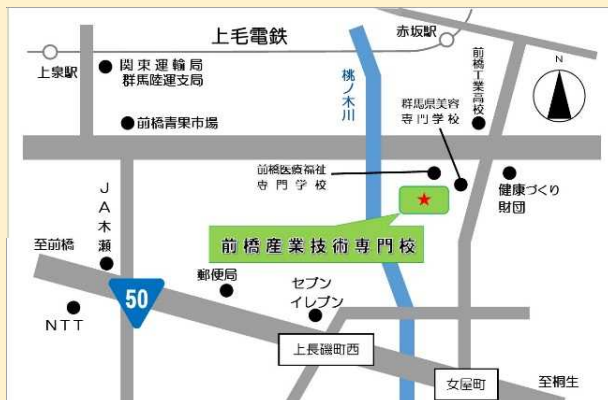 上毛電鉄
赤坂駅
上泉駅
関東運輸局
群馬陸運支局
前橋工業高校
N
桃ノ木川
群馬県美容
専門学校
前橋青果市場
前橋医療福祉
専門学校
健康づくり
財団
JA木瀬
前橋産業技術専門校
至前橋
郵便局
セブン
イレブン
50
NTT
上長磯町西
女屋町
至桐生